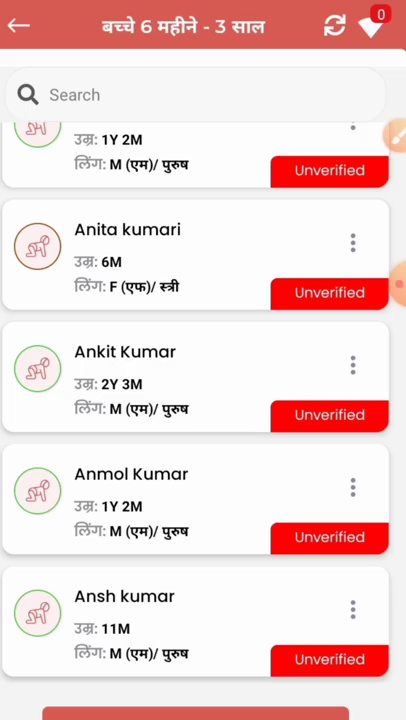 बच्चे 6 महीने - 3 साल
0
Search
उम्र: 1Y 2M
लिंग: M (एम)/ पुरुष
Unverified
Anita kumari
उम्र: 6M
लिंग: F (एफ)/ स्त्री
Unverified
Ankit Kumar
उम्र: 2Y 3M
लिंग: M (एम)/ पुरुष
Unverified
Anmol Kumar
उम्र: 1Y 2M
लिंग: M (एम)/ पुरुष
Unverified
Ansh kumar
उम्र: 11M
लिंग: M (एम)/ पुरुष
Unverified